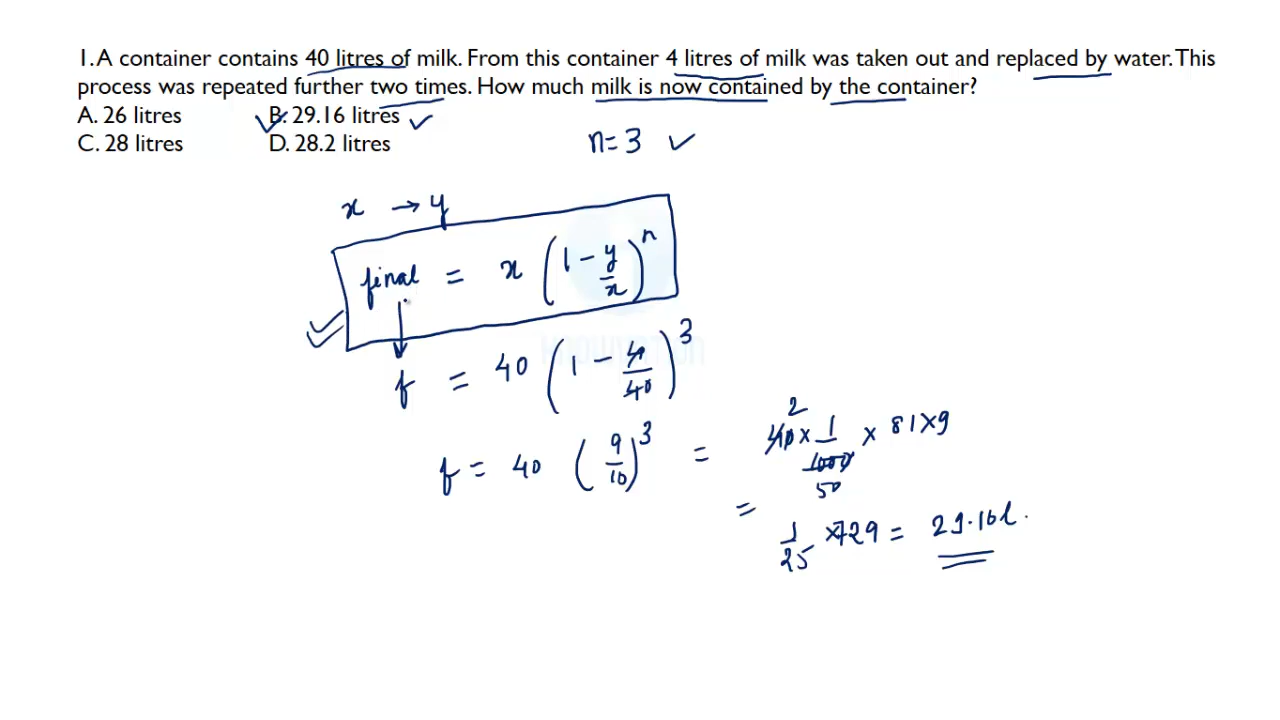 1.A container contains 40 litres of milk. From this container 4 litres of milk was taken out and replaced by water. This
process was repeated further two times. How much milk is now contained by the container?
A. 26 litres B. 29.16 litres
C. 28 litres D. 28.2 litres
n=3
x → y
final = x (1 - y/x)^n
f = 40 (1 - 4/40)^3
f = 40 (9/10)^3 = 40 × 1/1000 × 81×9
2
50
= 1/25 × 729 = 29.16l.